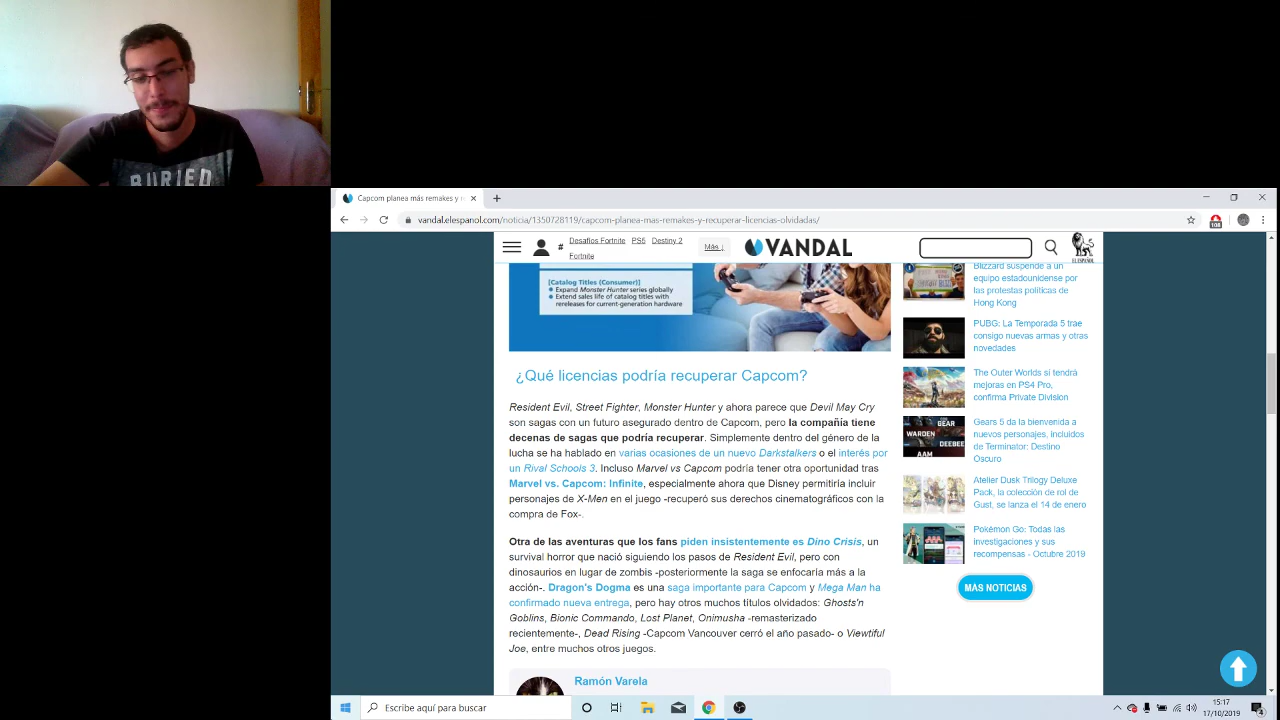 BURIED
Capcom planea más remakes y r
vandal.elespanol.com/noticia/1350728119/capcom-planea-mas-remakes-y-recuperar-licencias-olvidadas/
108
# Desafíos Fortnite PS5 Destiny 2
Fortnite
Más ↓
VANDAL
EL ESPAÑOL
[Catalog Titles (Consumer)]
● Expand Monster Hunter series globally
● Extend sales life of catalog titles with
rereleases for current-generation hardware
¿Qué licencias podría recuperar Capcom?
Resident Evil, Street Fighter, Monster Hunter y ahora parece que Devil May Cry
son sagas con un futuro asegurado dentro de Capcom, pero la compañía tiene
decenas de sagas que podría recuperar. Simplemente dentro del género de la
lucha se ha hablado en varias ocasiones de un nuevo Darkstalkers o el interés por
un Rival Schools 3. Incluso Marvel vs Capcom podría tener otra oportunidad tras
Marvel vs. Capcom: Infinite, especialmente ahora que Disney permitiría incluir
personajes de X-Men en el juego -recuperó sus derechos cinematográficos con la
compra de Fox-.
Otra de las aventuras que los fans piden insistentemente es Dino Crisis, un
survival horror que nació siguiendo los pasos de Resident Evil, pero con
dinosaurios en lugar de zombis -posteriormente la saga se enfocaría más a la
acción-. Dragon's Dogma es una saga importante para Capcom y Mega Man ha
confirmado nueva entrega, pero hay otros muchos títulos olvidados: Ghosts'n
Goblins, Bionic Commando, Lost Planet, Onimusha -remasterizado
recientemente-, Dead Rising -Capcom Vancouver cerró el año pasado- o Viewtiful
Joe, entre muchos otros juegos.
Ramón Varela
Blizzard suspende a un
equipo estadounidense por
las protestas políticas de
Hong Kong
PUBG: La Temporada 5 trae
consigo nuevas armas y otras
novedades
The Outer Worlds sí tendrá
mejoras en PS4 Pro,
confirma Private Division
GEAR
WARDEN
DEEBEE
AAM
Gears 5 da la bienvenida a
nuevos personajes, incluidos
de Terminator: Destino
Oscuro
Atelier Dusk Trilogy Deluxe
Pack, la colección de rol de
Gust, se lanza el 14 de enero
Pokémon Go: Todas las
investigaciones y sus
recompensas - Octubre 2019
MÁS NOTICIAS
Escribe aquí para buscar
15:17
17/10/2019
4